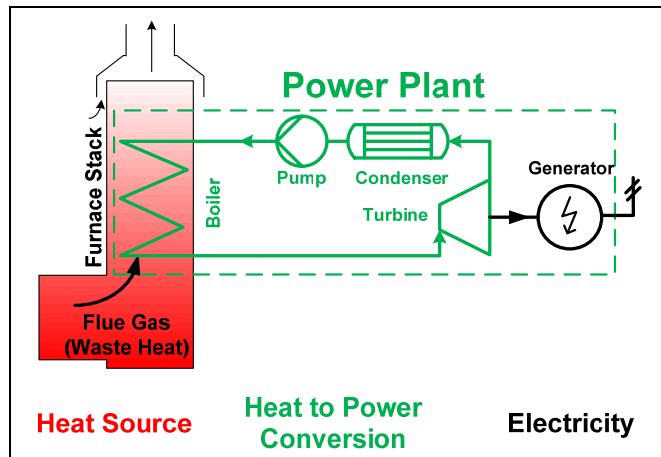 Power Plant
Furnace Stack
Boiler
Pump
Condenser
Generator
Turbine
Flue Gas
(Waste Heat)
Heat Source
Heat to Power
Conversion
Electricity